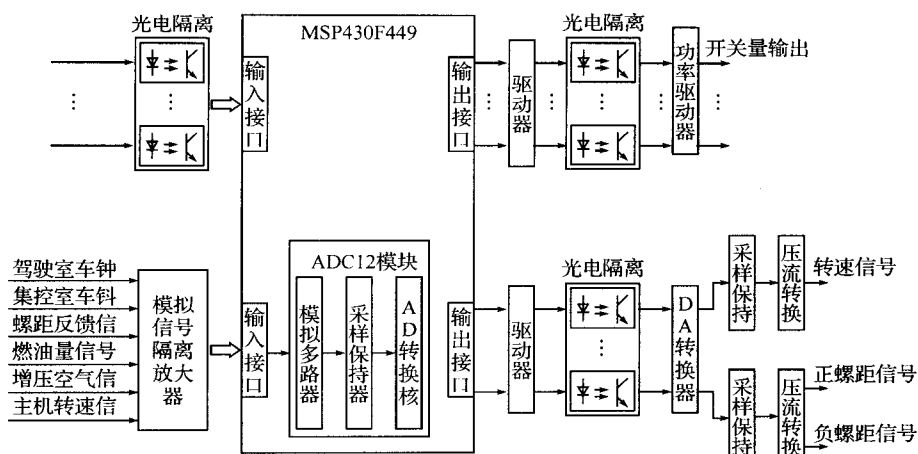 光电隔离
MSP430F449
输入接口
输出接口
驱动器
光电隔离
功率驱动器
开关量输出
驾驶室车钟
集控室车钭
螺距反馈信
燃油量信号
增压空气信
主机转速信
模拟信号隔离放大器
输入接口
ADC12模块
模拟多路器
采样保持器
AD转换核
输出接口
驱动器
光电隔离
DA转换器
采样保持
压流转换
转速信号
采样保持
压流转换
正螺距信号
负螺距信号